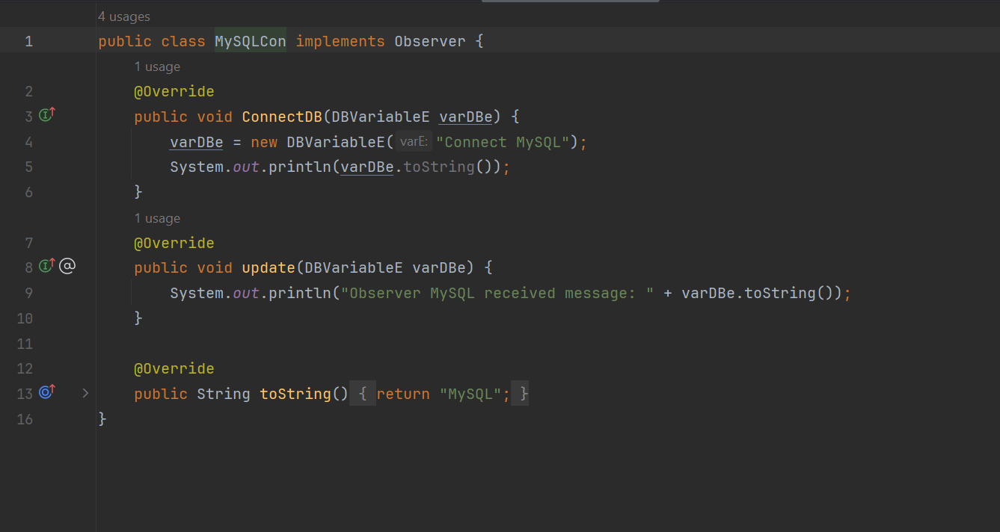 4 usages
1 public class MySQLCon implements Observer {
1 usage
2 @Override
3 public void ConnectDB(DBVariableE varDBe) {
4 varDBe = new DBVariableE( varE: "Connect MySQL");
5 System.out.println(varDBe.toString());
6 }
1 usage
7 @Override
8 @ public void update(DBVariableE varDBe) {
9 System.out.println("Observer MySQL received message: " + varDBe.toString());
10 }
11
12 @Override
13 public String toString() { return "MySQL"; }
16 }